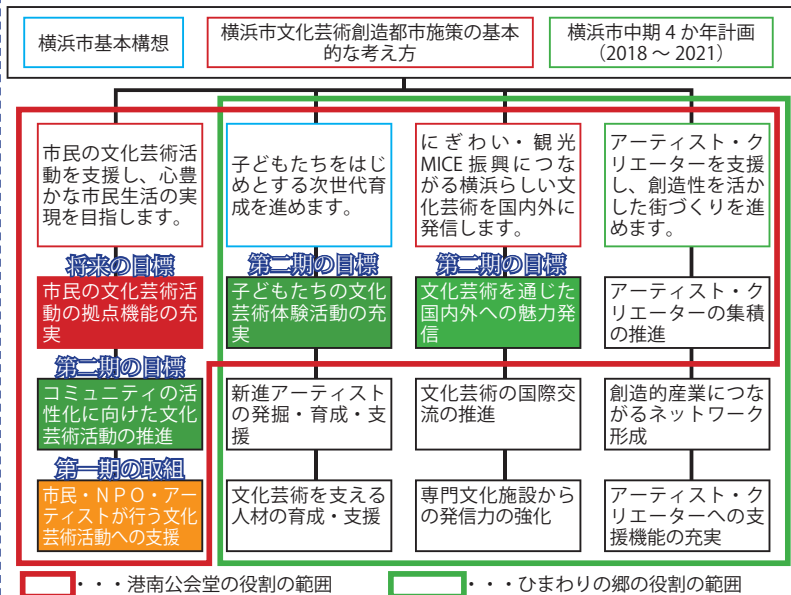 横浜市基本構想
横浜市文化芸術創造都市施策の基本
的な考え方
横浜市中期4か年計画
（2018～2021）
市民の文化芸術活
動を支援し、心豊
かな市民生活の実
現を目指します。
子どもたちをはじ
めとする次世代育
成を進めます。
にぎわい・観光
MICE振興につな
がる横浜らしい文
化芸術を国内外に
発信します。
アーティスト・ク
リエーターを支援
し、創造性を活か
した街づくりを進
めます。
将来の目標
市民の文化芸術活
動の拠点機能の充
実
第二期の目標
子どもたちの文化
芸術体験活動の充
実
第二期の目標
文化芸術を通じた
国内外への魅力発
信
アーティスト・ク
リエーターの集積
の推進
第二期の目標
コミュニティの活
性化に向けた文化
芸術活動の推進
新進アーティスト
の発掘・育成・支
援
文化芸術の国際交
流の推進
創造的産業につな
がるネットワーク
形成
第一期の取組
市民・NPO・アー
ティストが行う文化
芸術活動への支援
文化芸術を支える
人材の育成・支援
専門文化施設から
の発信力の強化
アーティスト・ク
リエーターへの支
援機能の充実
・・・港南公会堂の役割の範囲
・・・ひまわりの郷の役割の範囲